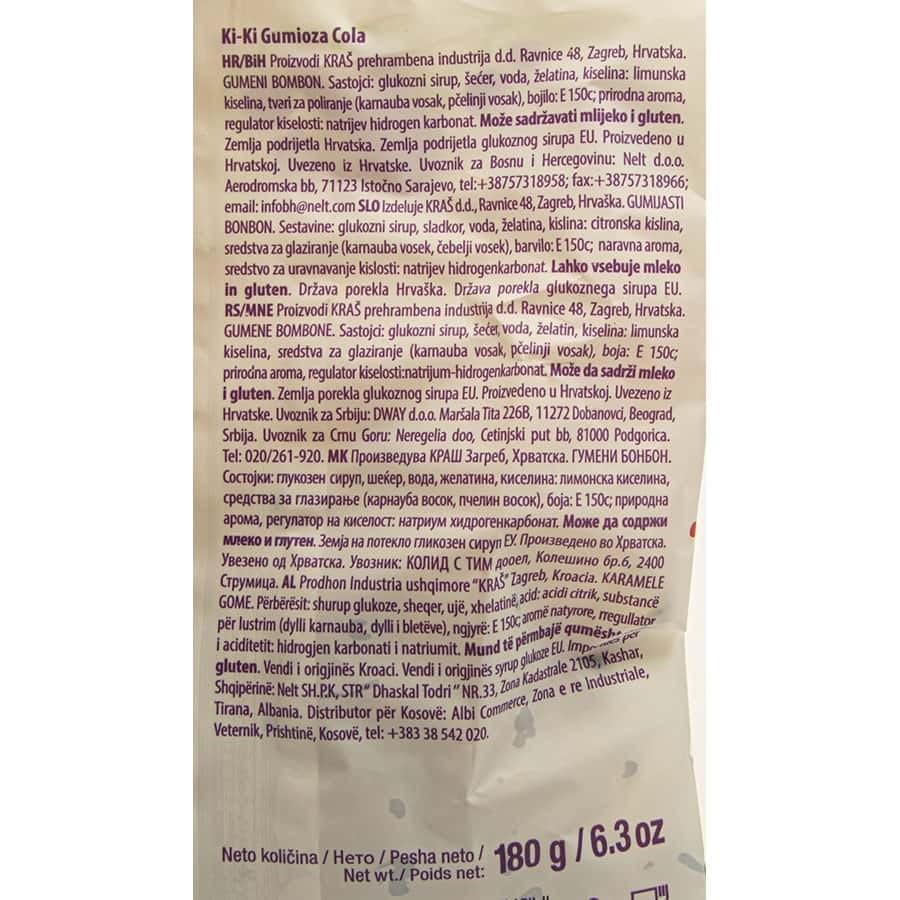 Ki-Ki Gumioza Cola
HR/BiH Proizvodi KRAŠ prehrambena industrija d.d. Ravnice 48, Zagreb, Hrvatska.
GUMENI BOMBON. Sastojci: glukozni sirup, šećer, voda, želatina, kiselina: limunska
kiselina, tvari za poliranje (karnauba vosak, pčelinji vosak), bojilo: E 150c; prirodna aroma,
regulator kiselosti: natrijev hidrogen karbonat. Može sadržavati mlijeko i gluten.
Zemlja podrijetla Hrvatska. Zemlja podrijetla glukoznog sirupa EU. Proizvedeno u
Hrvatskoj. Uvezeno iz Hrvatske. Uvoznik za Bosnu i Hercegovinu: Nelt d.o.o.
Aerodromska bb, 71123 Istočno Sarajevo, tel:+38757318958; fax:+38757318966;
email: infobh@nelt.com SLO Izdeluje KRAŠ d.d., Ravnice 48, Zagreb, Hrvaška. GUMIJASTI
BONBON. Sestavine: glukozni sirup, sladkor, voda, želatina, kislina: citronska kislina,
sredstva za glaziranje (karnauba vosek, čebelji vosek), barvilo: E 150c; naravna aroma,
sredstvo za uravnavanje kislosti: natrijev hidrogenkarbonat. Lahko vsebuje mleko
in gluten. Država porekla Hrvaška. Država porekla glukoznega sirupa EU.
RS/MNE Proizvodi KRAŠ prehrambena industrija d.d. Ravnice 48, Zagreb, Hrvatska.
GUMENE BOMBONE. Sastojci: glukozni sirup, šećer, voda, želatin, kiselina: limunska
kiselina, sredstva za glaziranje (karnauba vosak, pčelinji vosak), boja: E 150c;
prirodna aroma, regulator kiselosti:natrijum-hidrogenkarbonat. Može da sadrži mleko
i gluten. Zemlja porekla glukoznog sirupa EU. Proizvedeno u Hrvatskoj. Uvezeno iz
Hrvatske. Uvoznik za Srbiju: DWAY d.o.o. Maršala Tita 226B, 11272 Dobanovci, Beograd,
Srbija. Uvoznik za Crnu Goru: Neregelia doo, Cetinjski put bb, 81000 Podgorica.
Tel: 020/261-920. MK Произведува КРАШ Загреб, Хрватска. ГУМЕНИ БОНБОН.
Состојки: глукозен сируп, шеќер, вода, желатина, киселина: лимонска киселина,
средства за глазирање (карнауба восок, пчелин восок), боја: Е 150c; природна
арома, регулатор на киселост: натриум хидрогенкарбонат. Може да содржи
млеко и глутен. Земја на потекло гликозен сируп ЕУ. Произведено во Хрватска.
Увезено од Хрватска. Увозник: КОЛИД С ТИМ дооел, Колешино бр.6, 2400
Струмица. AL Prodhon Industria ushqimore "KRAŠ" Zagreb, Kroacia. KARAMELE
GOME. Përbërësit: shurup glukoze, sheqer, ujë, xhelatinë, acid: acidi citrik, substancë
për lustrim (dylli karnauba, dylli i bletëve), ngjyrë: E 150c; aromë natyrore, rregullator
i aciditetit: hidrogjen karbonati i natriumit. Mund të përmbajë qumësht
gluten. Vendi i origjinës Kroaci. Vendi i origjinës syrup glukoze EU. për
Shqipërinë: Nelt SH.P.K, STR" Dhaskal Todri" NR.33, Zona Kadastrale 2105, Kashar,
Tirana, Albania. Distributor për Kosovë: Albi Commerce, Zona e re Industriale,
Veternik, Prishtinë, Kosovë, tel: +383 38 542 020.
Neto količina / Нето / Pesha neto /
Net wt./ Poids net: 180 g / 6.3 oz